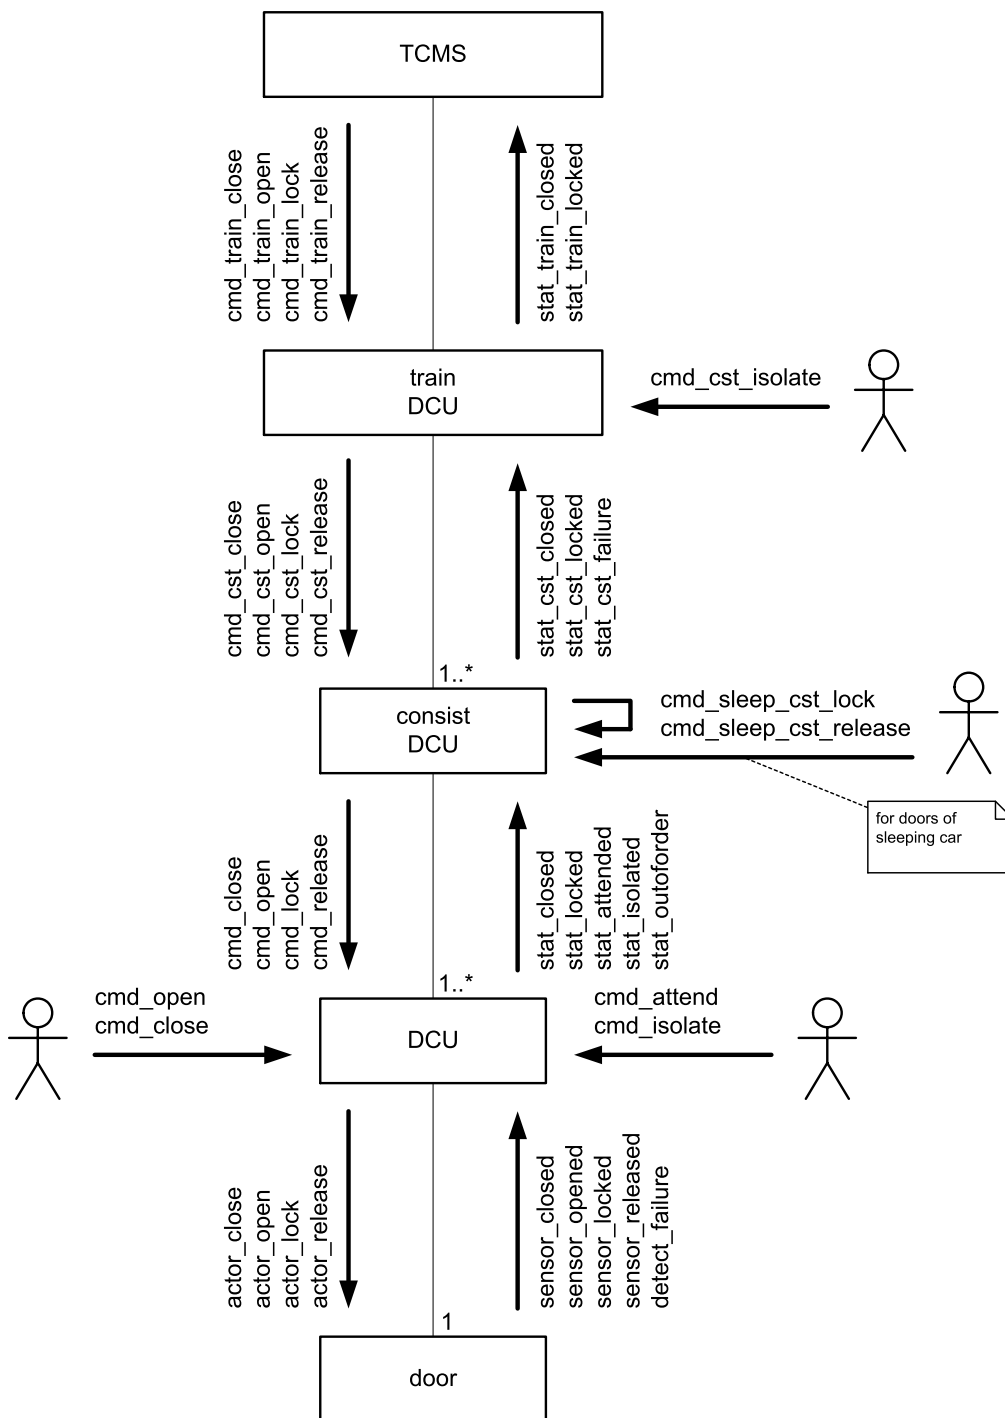 TCMS
cmd_train_close
cmd_train_open
cmd_train_lock
cmd_train_release
stat_train_closed
stat_train_locked
train
DCU
cmd_cst_isolate
cmd_cst_close
cmd_cst_open
cmd_cst_lock
cmd_cst_release
stat_cst_closed
stat_cst_locked
stat_cst_failure
1..*
consist
DCU
cmd_sleep_cst_lock
cmd_sleep_cst_release
for doors of
sleeping car
cmd_close
cmd_open
cmd_lock
cmd_release
stat_closed
stat_locked
stat_attended
stat_isolated
stat_outoforder
1..*
cmd_open
cmd_close
DCU
cmd_attend
cmd_isolate
actor_close
actor_open
actor_lock
actor_release
sensor_closed
sensor_opened
sensor_locked
sensor_released
detect_failure
1
door